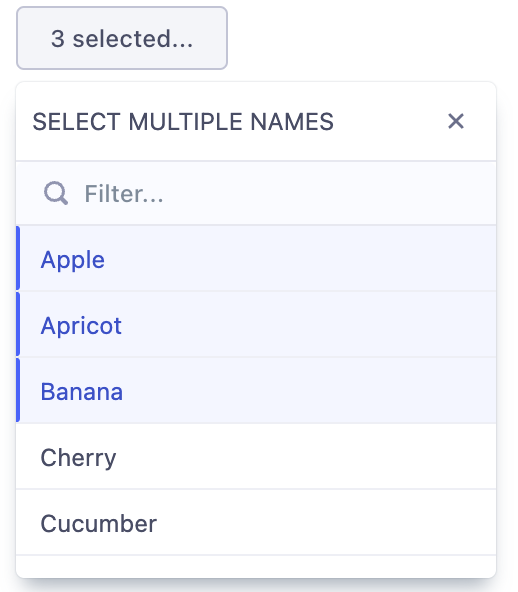 3 selected...
SELECT MULTIPLE NAMES
Filter...
Apple
Apricot
Banana
Cherry
Cucumber